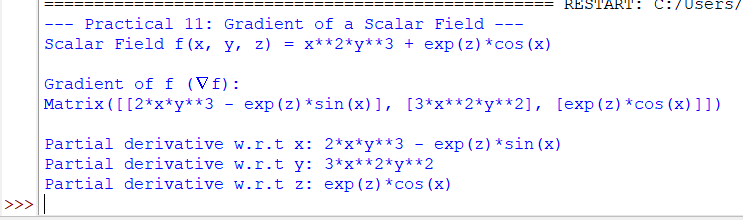 =================================================== RESTART: C:/Users/
--- Practical 11: Gradient of a Scalar Field ---
Scalar Field f(x, y, z) = x**2*y**3 + exp(z)*cos(x)
Gradient of f (∇f):
Matrix([[2*x*y**3 - exp(z)*sin(x)], [3*x**2*y**2], [exp(z)*cos(x)]])
Partial derivative w.r.t x: 2*x*y**3 - exp(z)*sin(x)
Partial derivative w.r.t y: 3*x**2*y**2
Partial derivative w.r.t z: exp(z)*cos(x)
>>>